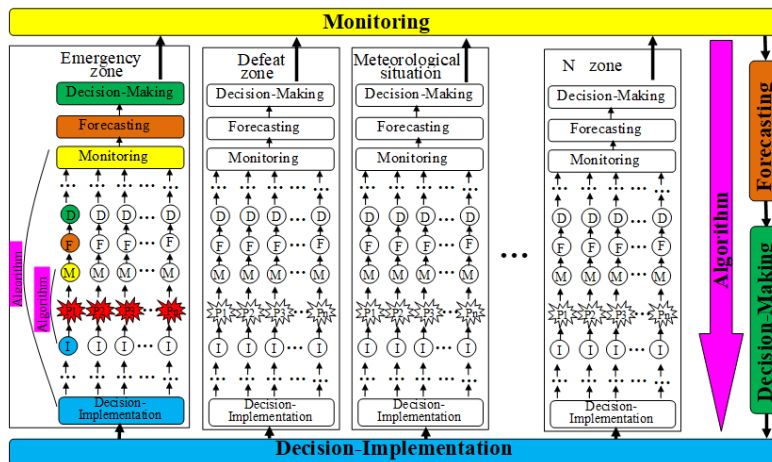 Monitoring
Emergency
zone
Decision-Making
Forecasting
Monitoring
... ... ... ...
D D D ... D
F F F ... F
M M M ... M
P1 P2 P3 ... Pn
I I I ... I
... ... ... ...
Decision-
Implementation
Algorithm
Algorithm
Defeat
zone
Decision-Making
Forecasting
Monitoring
... ... ... ...
D D D ... D
F F F ... F
M M M ... M
P1 P2 P3 ... Pn
I I I ... I
... ... ... ...
Decision-
Implementation
Meteorological
situation
Decision-Making
Forecasting
Monitoring
... ... ... ...
D D D ... D
F F F ... F
M M M ... M
P1 P2 P3 ... Pn
I I I ... I
... ... ... ...
Decision-
Implementation
...
N zone
Decision-Making
Forecasting
Monitoring
... ... ... ...
D D D ... D
F F F ... F
M M M ... M
P1 P2 P3 ... Pn
I I I ... I
... ... ... ...
Decision-
Implementation
Algorithm
Forecasting
Decision-Making
Decision-Implementation